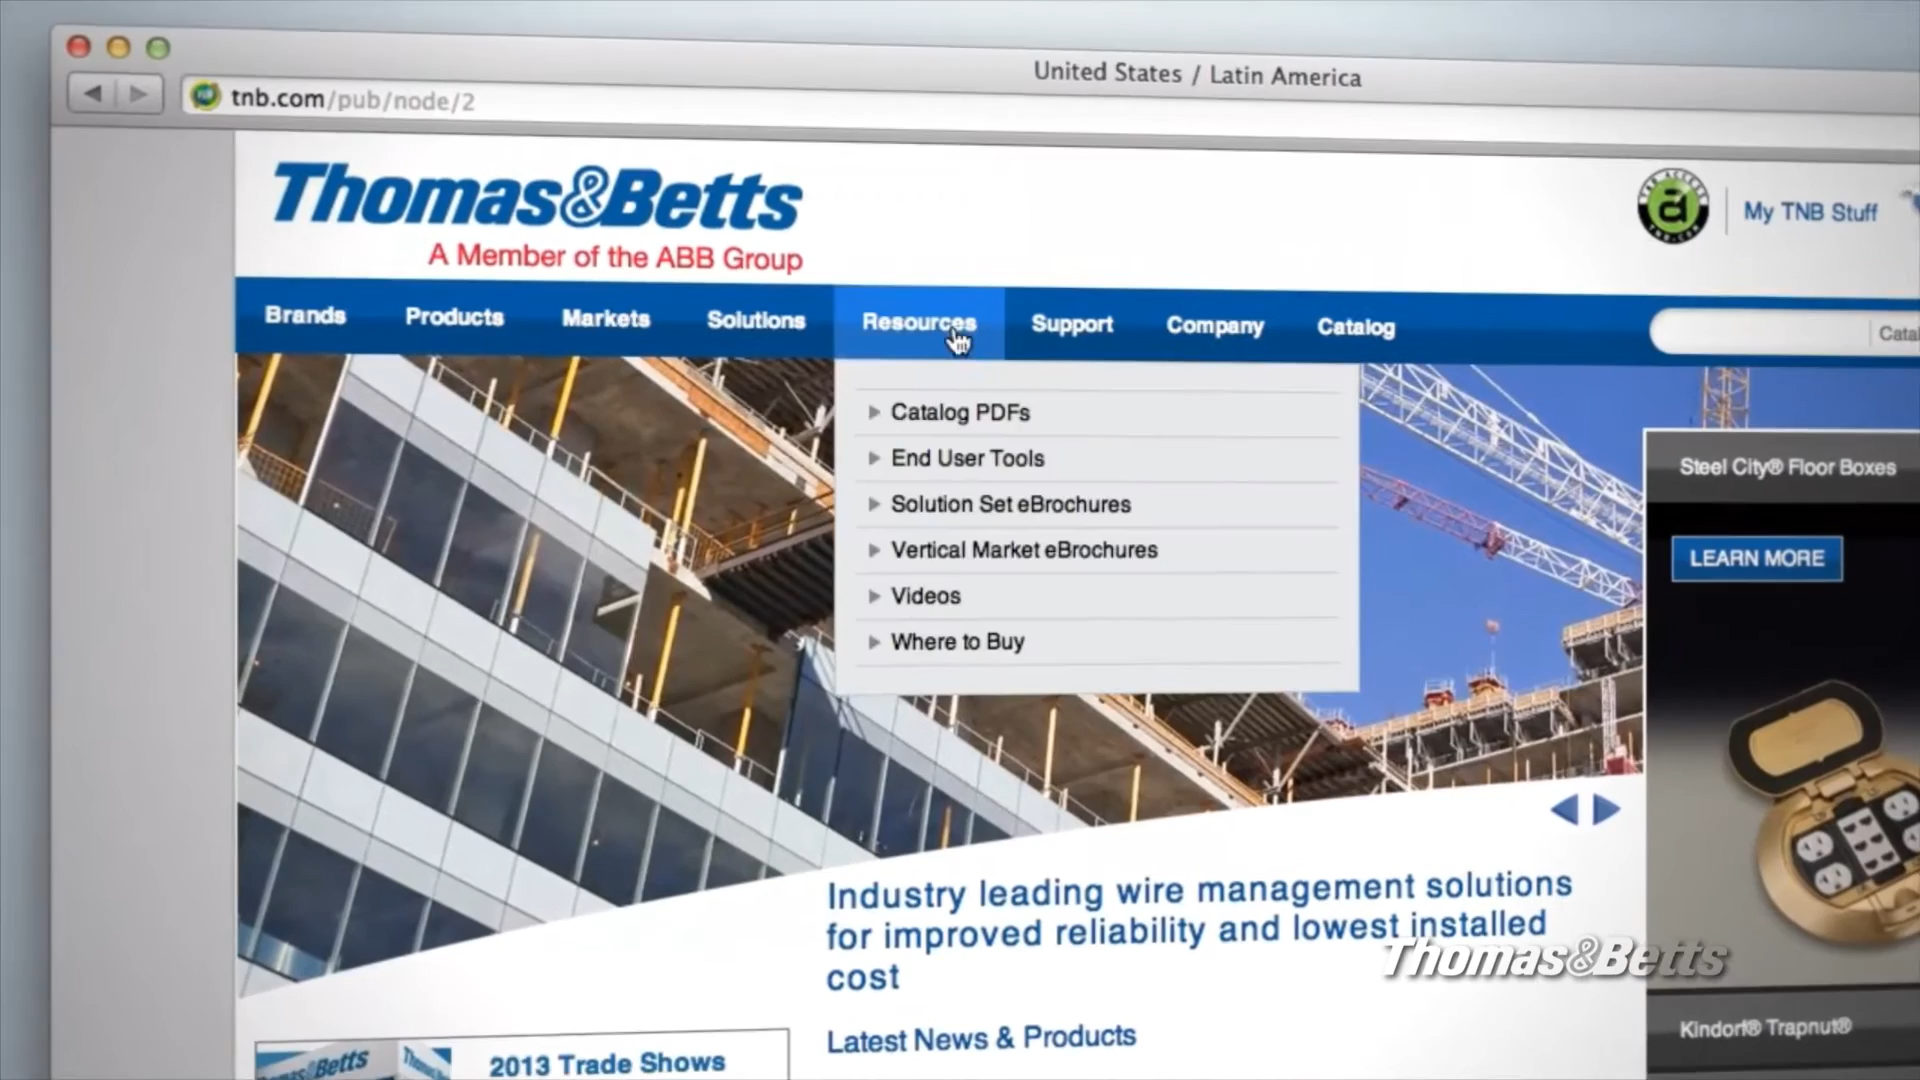 United States / Latin America
tnb.com/pub/node/2
Thomas&Betts
A Member of the ABB Group
My TNB Stuff
Brands
Products
Markets
Solutions
Resources
Support
Company
Catalog
Catalog PDFs
End User Tools
Solution Set eBrochures
Vertical Market eBrochures
Videos
Where to Buy
Steel City® Floor Boxes
LEARN MORE
Industry leading wire management solutions
for improved reliability and lowest installed
cost
Thomas&Betts
Kindorf® Trapnut®
Latest News & Products
2013 Trade Shows